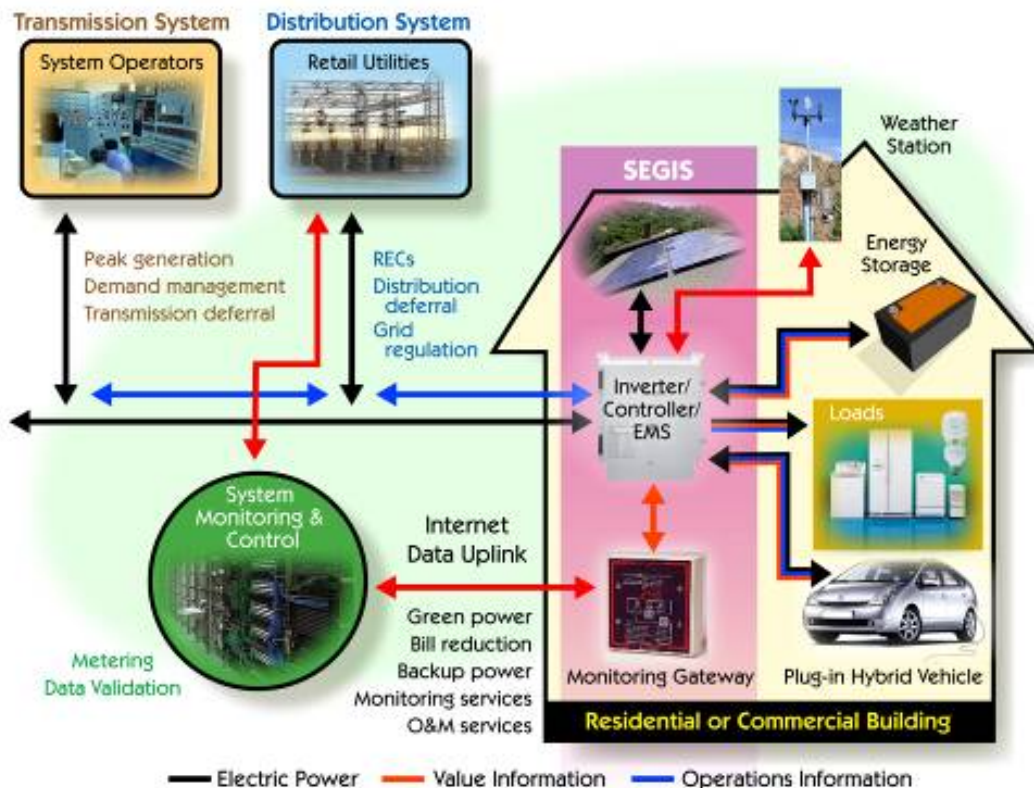 Transmission System
Distribution System
System Operators
Retail Utilities
Weather
Station
SEGIS
Peak generation
Demand management
Transmission deferral
RECs
Distribution
deferral
Grid
regulation
Energy
Storage
Inverter/
Controller/
EMS
Loads
System
Monitoring &
Control
Internet
Data Uplink
Green power
Bill reduction
Backup power
Monitoring services
O&M services
Metering
Data Validation
Monitoring Gateway
Plug-in Hybrid Vehicle
Residential or Commercial Building
Electric Power
Value Information
Operations Information